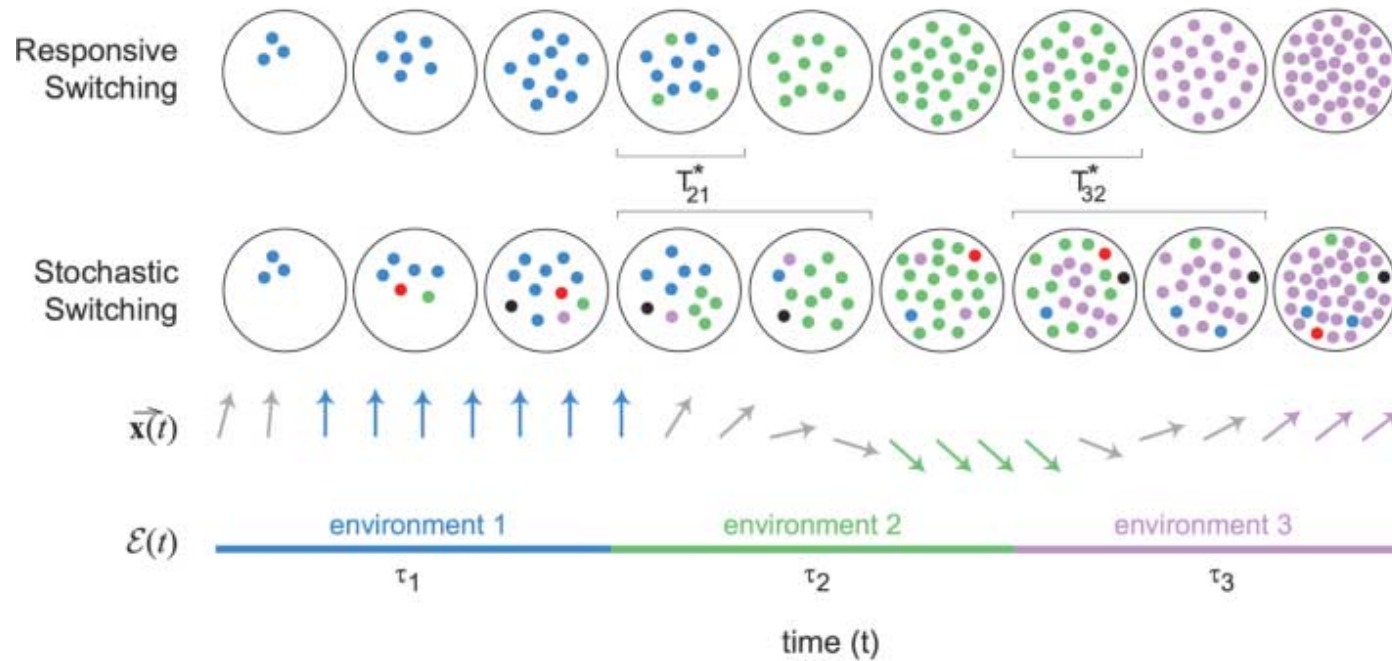 Responsive
Switching
T*21
T*32
Stochastic
Switching
x(t)
environment 1
environment 2
environment 3
ℰ(t)
τ1
τ2
τ3
time (t)